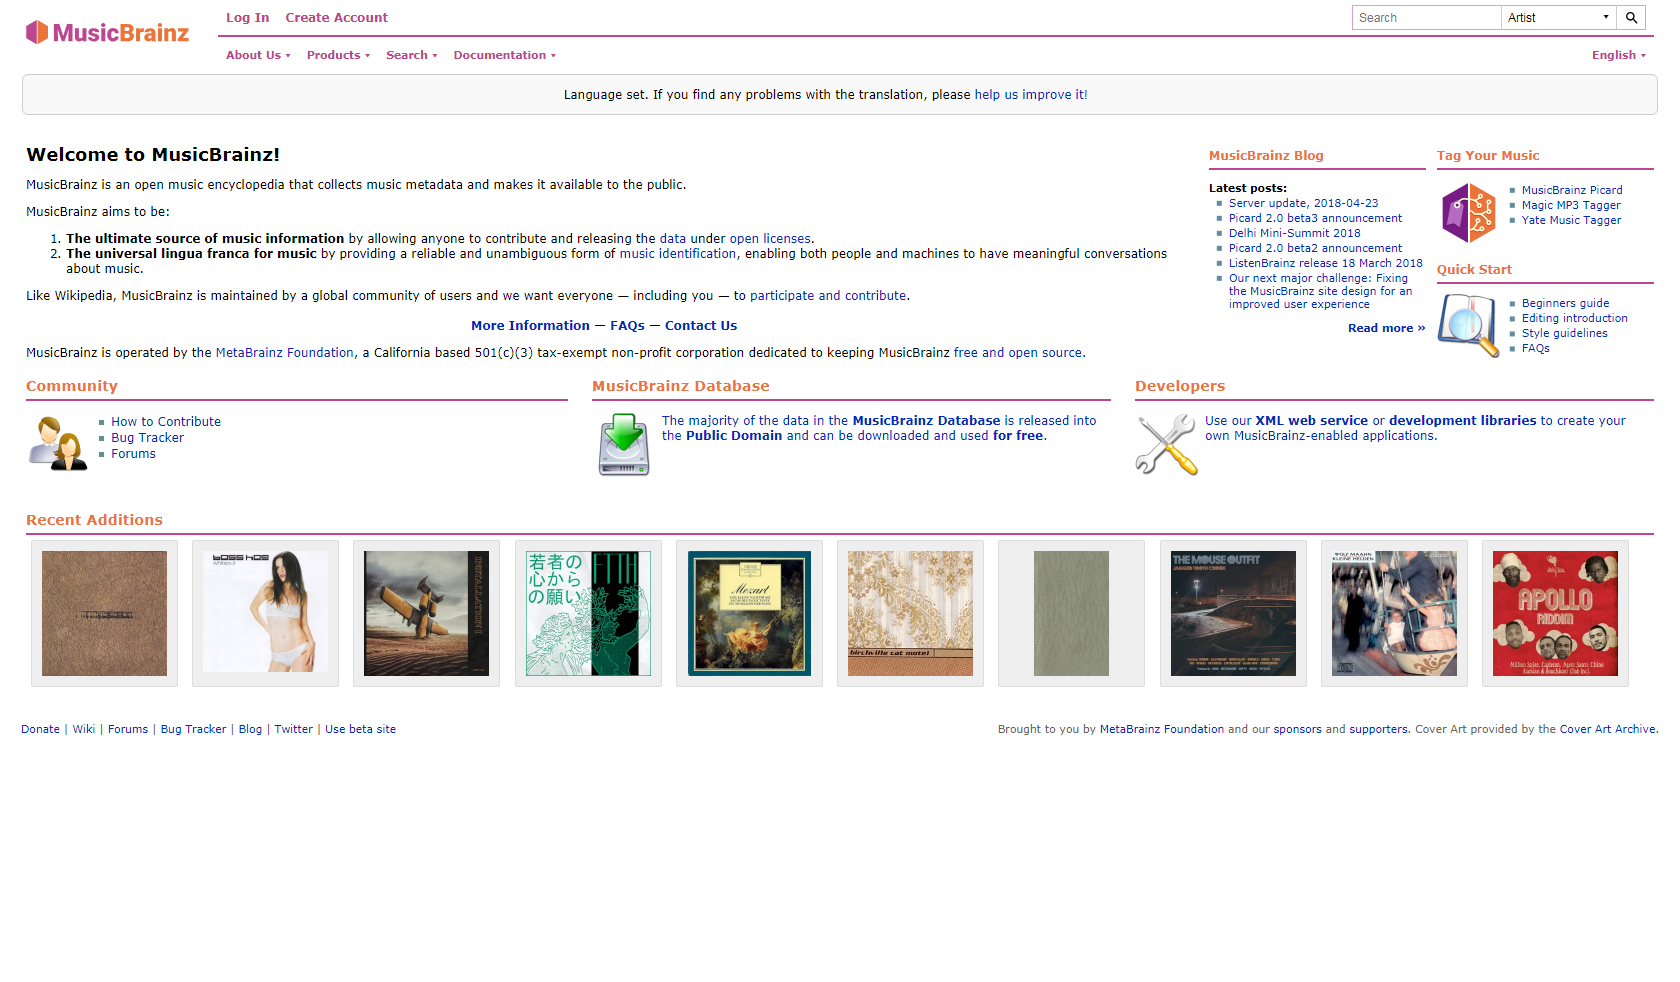 MusicBrainz
Log In Create Account
Search Artist
About Us Products Search Documentation
English
Language set. If you find any problems with the translation, please help us improve it!
Welcome to MusicBrainz!
MusicBrainz is an open music encyclopedia that collects music metadata and makes it available to the public.
MusicBrainz aims to be:
1. The ultimate source of music information by allowing anyone to contribute and releasing the data under open licenses.
2. The universal lingua franca for music by providing a reliable and unambiguous form of music identification, enabling both people and machines to have meaningful conversations
about music.
Like Wikipedia, MusicBrainz is maintained by a global community of users and we want everyone — including you — to participate and contribute.
More Information — FAQs — Contact Us
MusicBrainz is operated by the MetaBrainz Foundation, a California based 501(c)(3) tax-exempt non-profit corporation dedicated to keeping MusicBrainz free and open source.
MusicBrainz Blog
Latest posts:
Server update, 2018-04-23
Picard 2.0 beta3 announcement
Delhi Mini-Summit 2018
Picard 2.0 beta2 announcement
ListenBrainz release 18 March 2018
Our next major challenge: Fixing
the MusicBrainz site design for an
improved user experience
Read more »
Tag Your Music
MusicBrainz Picard
Magic MP3 Tagger
Yate Music Tagger
Quick Start
Beginners guide
Editing introduction
Style guidelines
FAQs
Community
How to Contribute
Bug Tracker
Forums
MusicBrainz Database
The majority of the data in the MusicBrainz Database is released into
the Public Domain and can be downloaded and used for free.
Developers
Use our XML web service or development libraries to create your
own MusicBrainz-enabled applications.
Recent Additions
boss hog
whiteout
若者の
心から
の願い
FTTH
Mozart
birchville cat motel
THE MOUSE OUTFIT
JAGGED TOOTH CROOK
WOLF MAAHN
KLEINE HELDEN
APOLLO
RIDDIM
Donate | Wiki | Forums | Bug Tracker | Blog | Twitter | Use beta site
Brought to you by MetaBrainz Foundation and our sponsors and supporters. Cover Art provided by the Cover Art Archive.